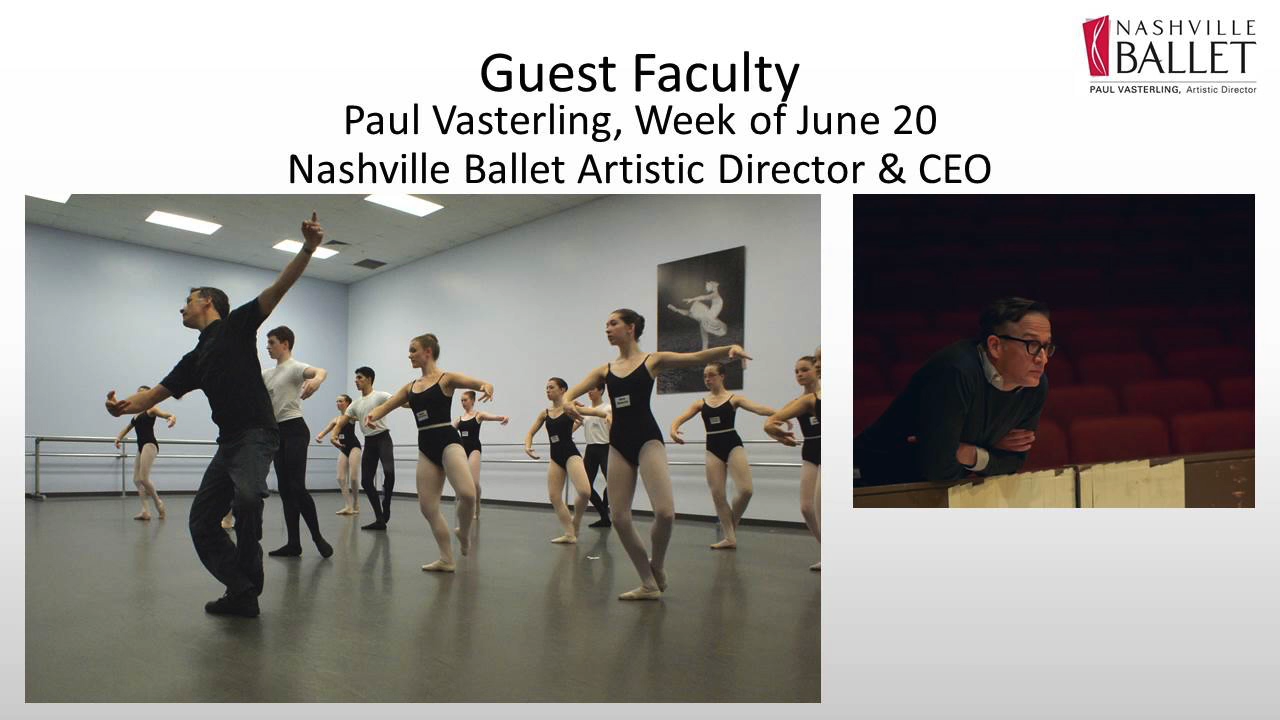 Guest Faculty
Paul Vasterling, Week of June 20
Nashville Ballet Artistic Director & CEO
NASHVILLE
BALLET
PAUL VASTERLING, Artistic Director